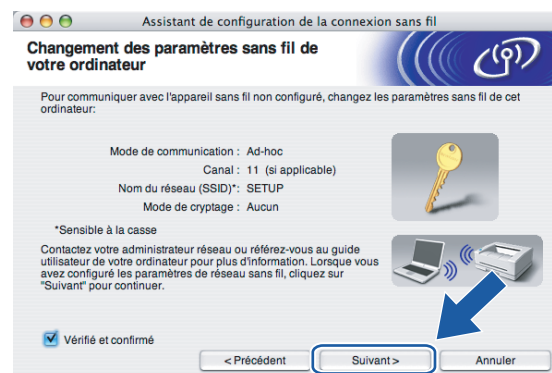 Assistant de configuration de la connexion sans fil
Changement des paramètres sans fil de
votre ordinateur
Pour communiquer avec l'appareil sans fil non configuré, changez les paramètres sans fil de cet
ordinateur:
Mode de communication : Ad-hoc
Canal : 11 (si applicable)
Nom du réseau (SSID)*: SETUP
Mode de cryptage : Aucun
*Sensible à la casse
Contactez votre administrateur réseau ou référez-vous au guide
utilisateur de votre ordinateur pour plus d'information. Lorsque vous
avez configuré les paramètres de réseau sans fil, cliquez sur
"Suivant" pour continuer.
Vérifié et confirmé
< Précédent Suivant > Annuler